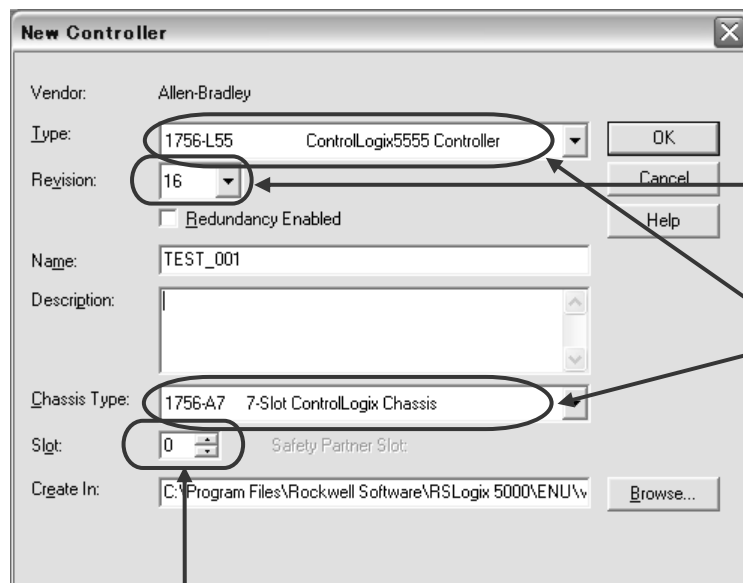 New Controller
Vendor: Allen-Bradley
Type: 1756-L55 ControlLogix5555 Controller OK
Revision: 16 Cancel
Redundancy Enabled Help
Name: TEST_001
Description:
Chassis Type: 1756-A7 7-Slot ControlLogix Chassis
Slot: 0 Safety Partner Slot:
Create In: C:\Program Files\Rockwell Software\RSLogix 5000\ENU\v Browse...